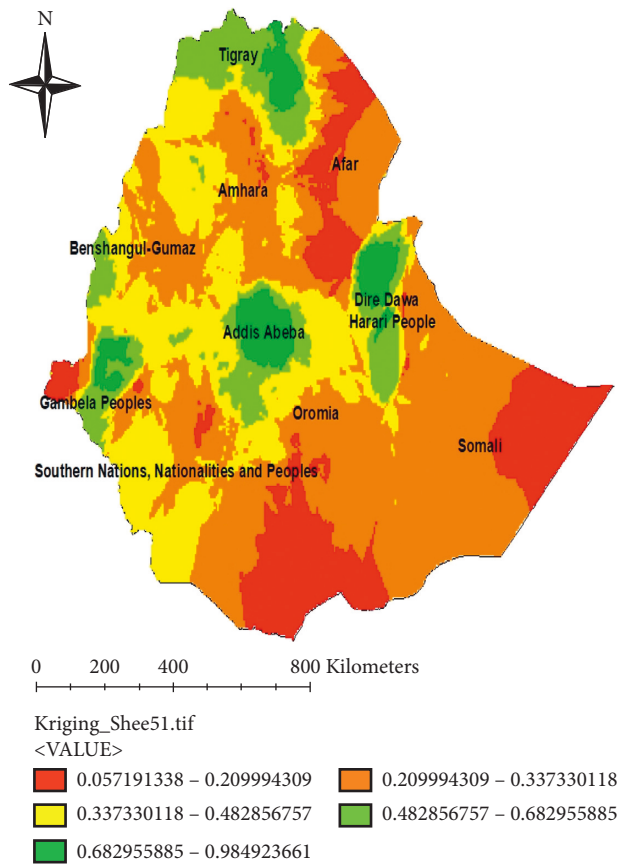 N
Tigray
Afar
Amhara
Benshangul-Gumaz
Dire Dawa
Harari People
Addis Abeba
Gambela Peoples
Oromia
Somali
Southern Nations, Nationalities and Peoples
0 200 400 800 Kilometers
Kriging_Shee51.tif
<VALUE>
0.057191338 – 0.209994309 0.209994309 – 0.337330118
0.337330118 – 0.482856757 0.482856757 – 0.682955885
0.682955885 – 0.984923661